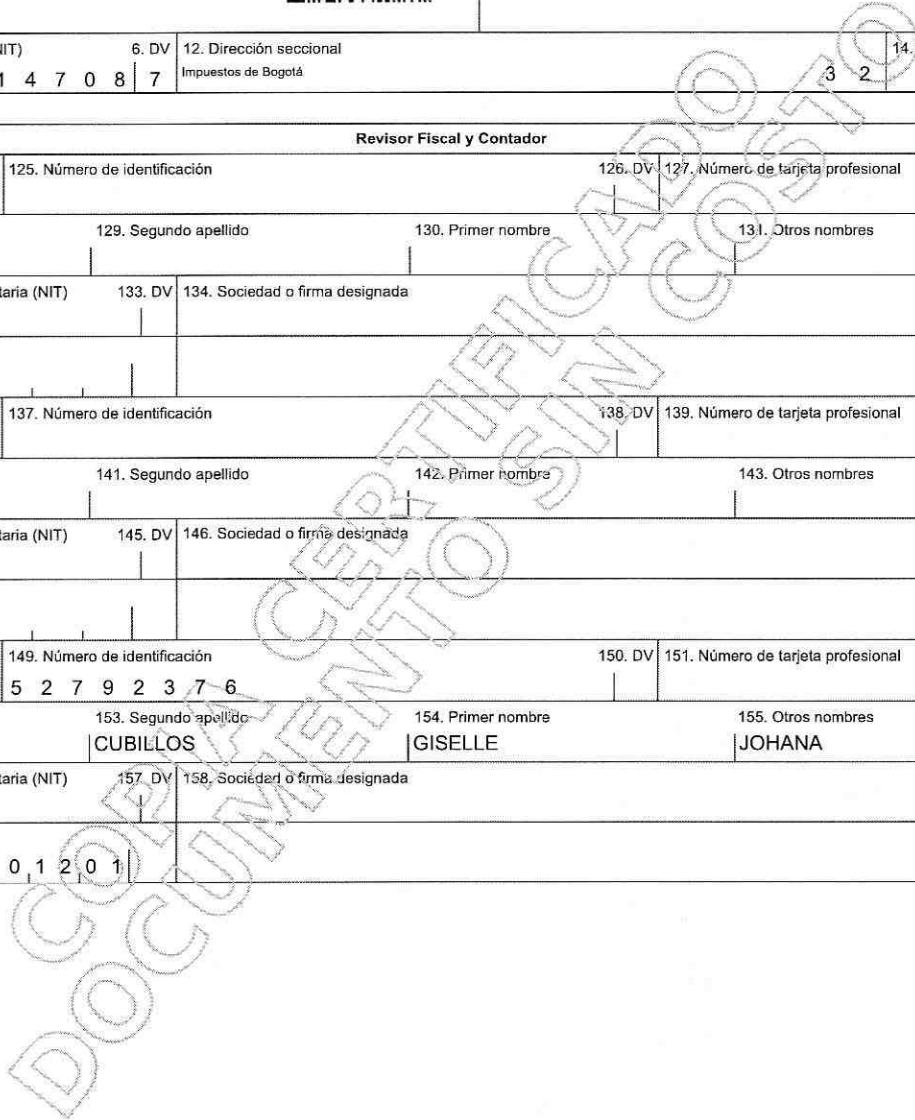 6. DV 12. Dirección seccional 14.
4 7 0 8 7 Impuestos de Bogotá 3 2
Revisor Fiscal y Contador
125. Número de identificación 126. DV 127. Número de tarjeta profesional
129. Segundo apellido 130. Primer nombre 131. Otros nombres
(NIT) 133. DV 134. Sociedad o firma designada
137. Número de identificación 138. DV 139. Número de tarjeta profesional
141. Segundo apellido 142. Primer nombre 143. Otros nombres
(NIT) 145. DV 146. Sociedad o firma designada
149. Número de identificación 150. DV 151. Número de tarjeta profesional
5 2 7 9 2 3 7 6
153. Segundo apellido 154. Primer nombre 155. Otros nombres
CUBILLOS GISELLE JOHANA
(NIT) 157. DV 158. Sociedad o firma designada
0 1 2 0 1
COPIA CERTIFICADO
DOCUMENTO SIN COSTO